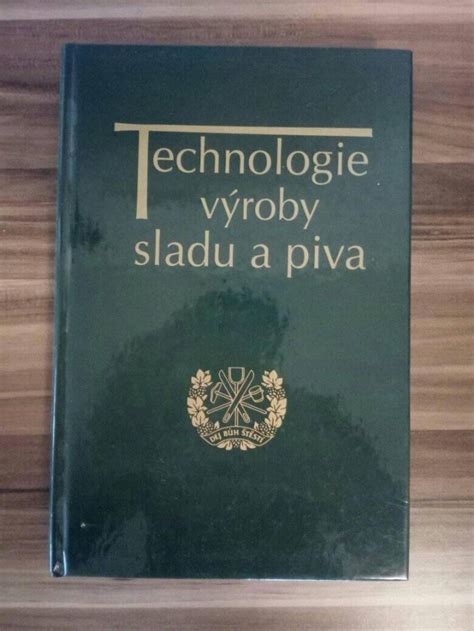 Technologie
výroby
sladu a piva
DEJ BŮH ŠTĚSTÍ